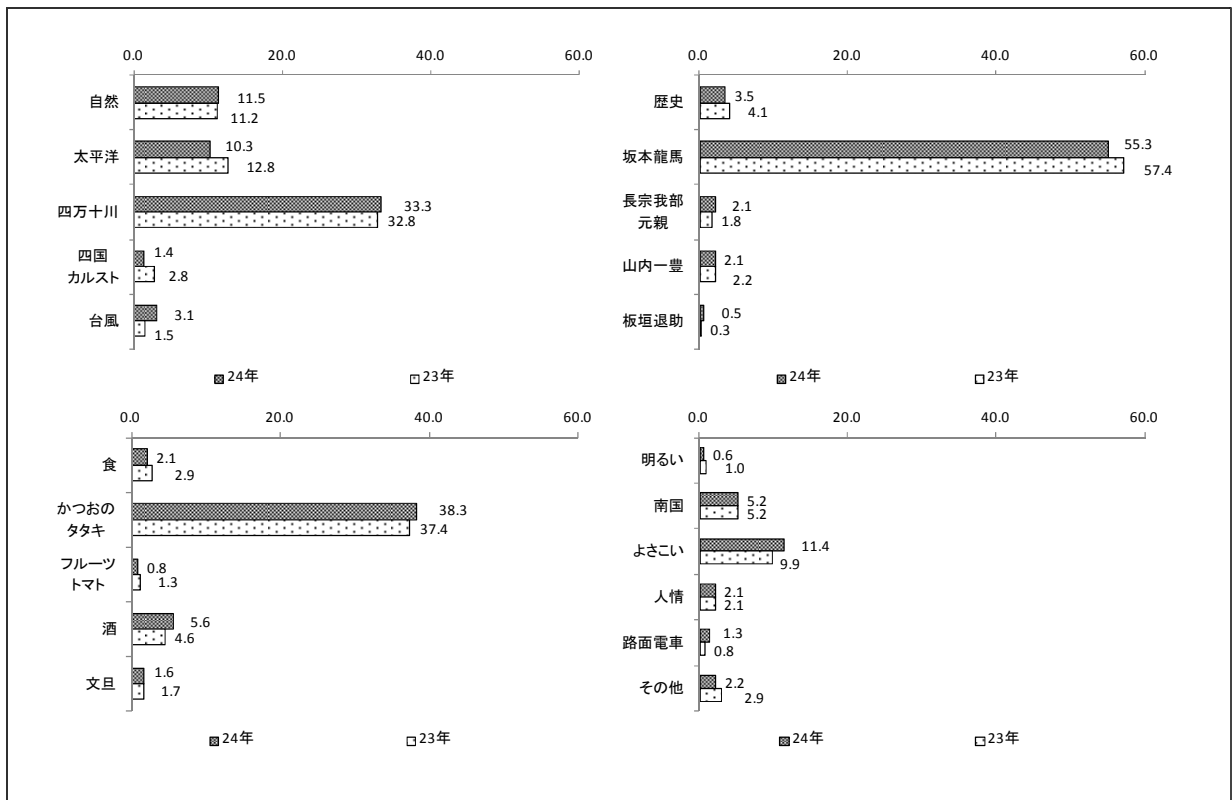 0.0 20.0 40.0 60.0
自然 11.5
11.2
太平洋 10.3
12.8
四万十川 33.3
32.8
四国
カルスト
1.4
2.8
台風 3.1
1.5
24年 23年
0.0 20.0 40.0 60.0
歴史 3.5
4.1
坂本龍馬 55.3
57.4
長宗我部
元親
2.1
1.8
山内一豊 2.1
2.2
板垣退助 0.5
0.3
24年 23年
0.0 20.0 40.0 60.0
食 2.1
2.9
かつおの
タタキ
38.3
37.4
フルーツ
トマト
0.8
1.3
酒 5.6
4.6
文旦 1.6
1.7
24年 23年
0.0 20.0 40.0 60.0
明るい 0.6
1.0
南国 5.2
5.2
よさこい 11.4
9.9
人情 2.1
2.1
路面電車 1.3
0.8
その他 2.2
2.9
24年 23年